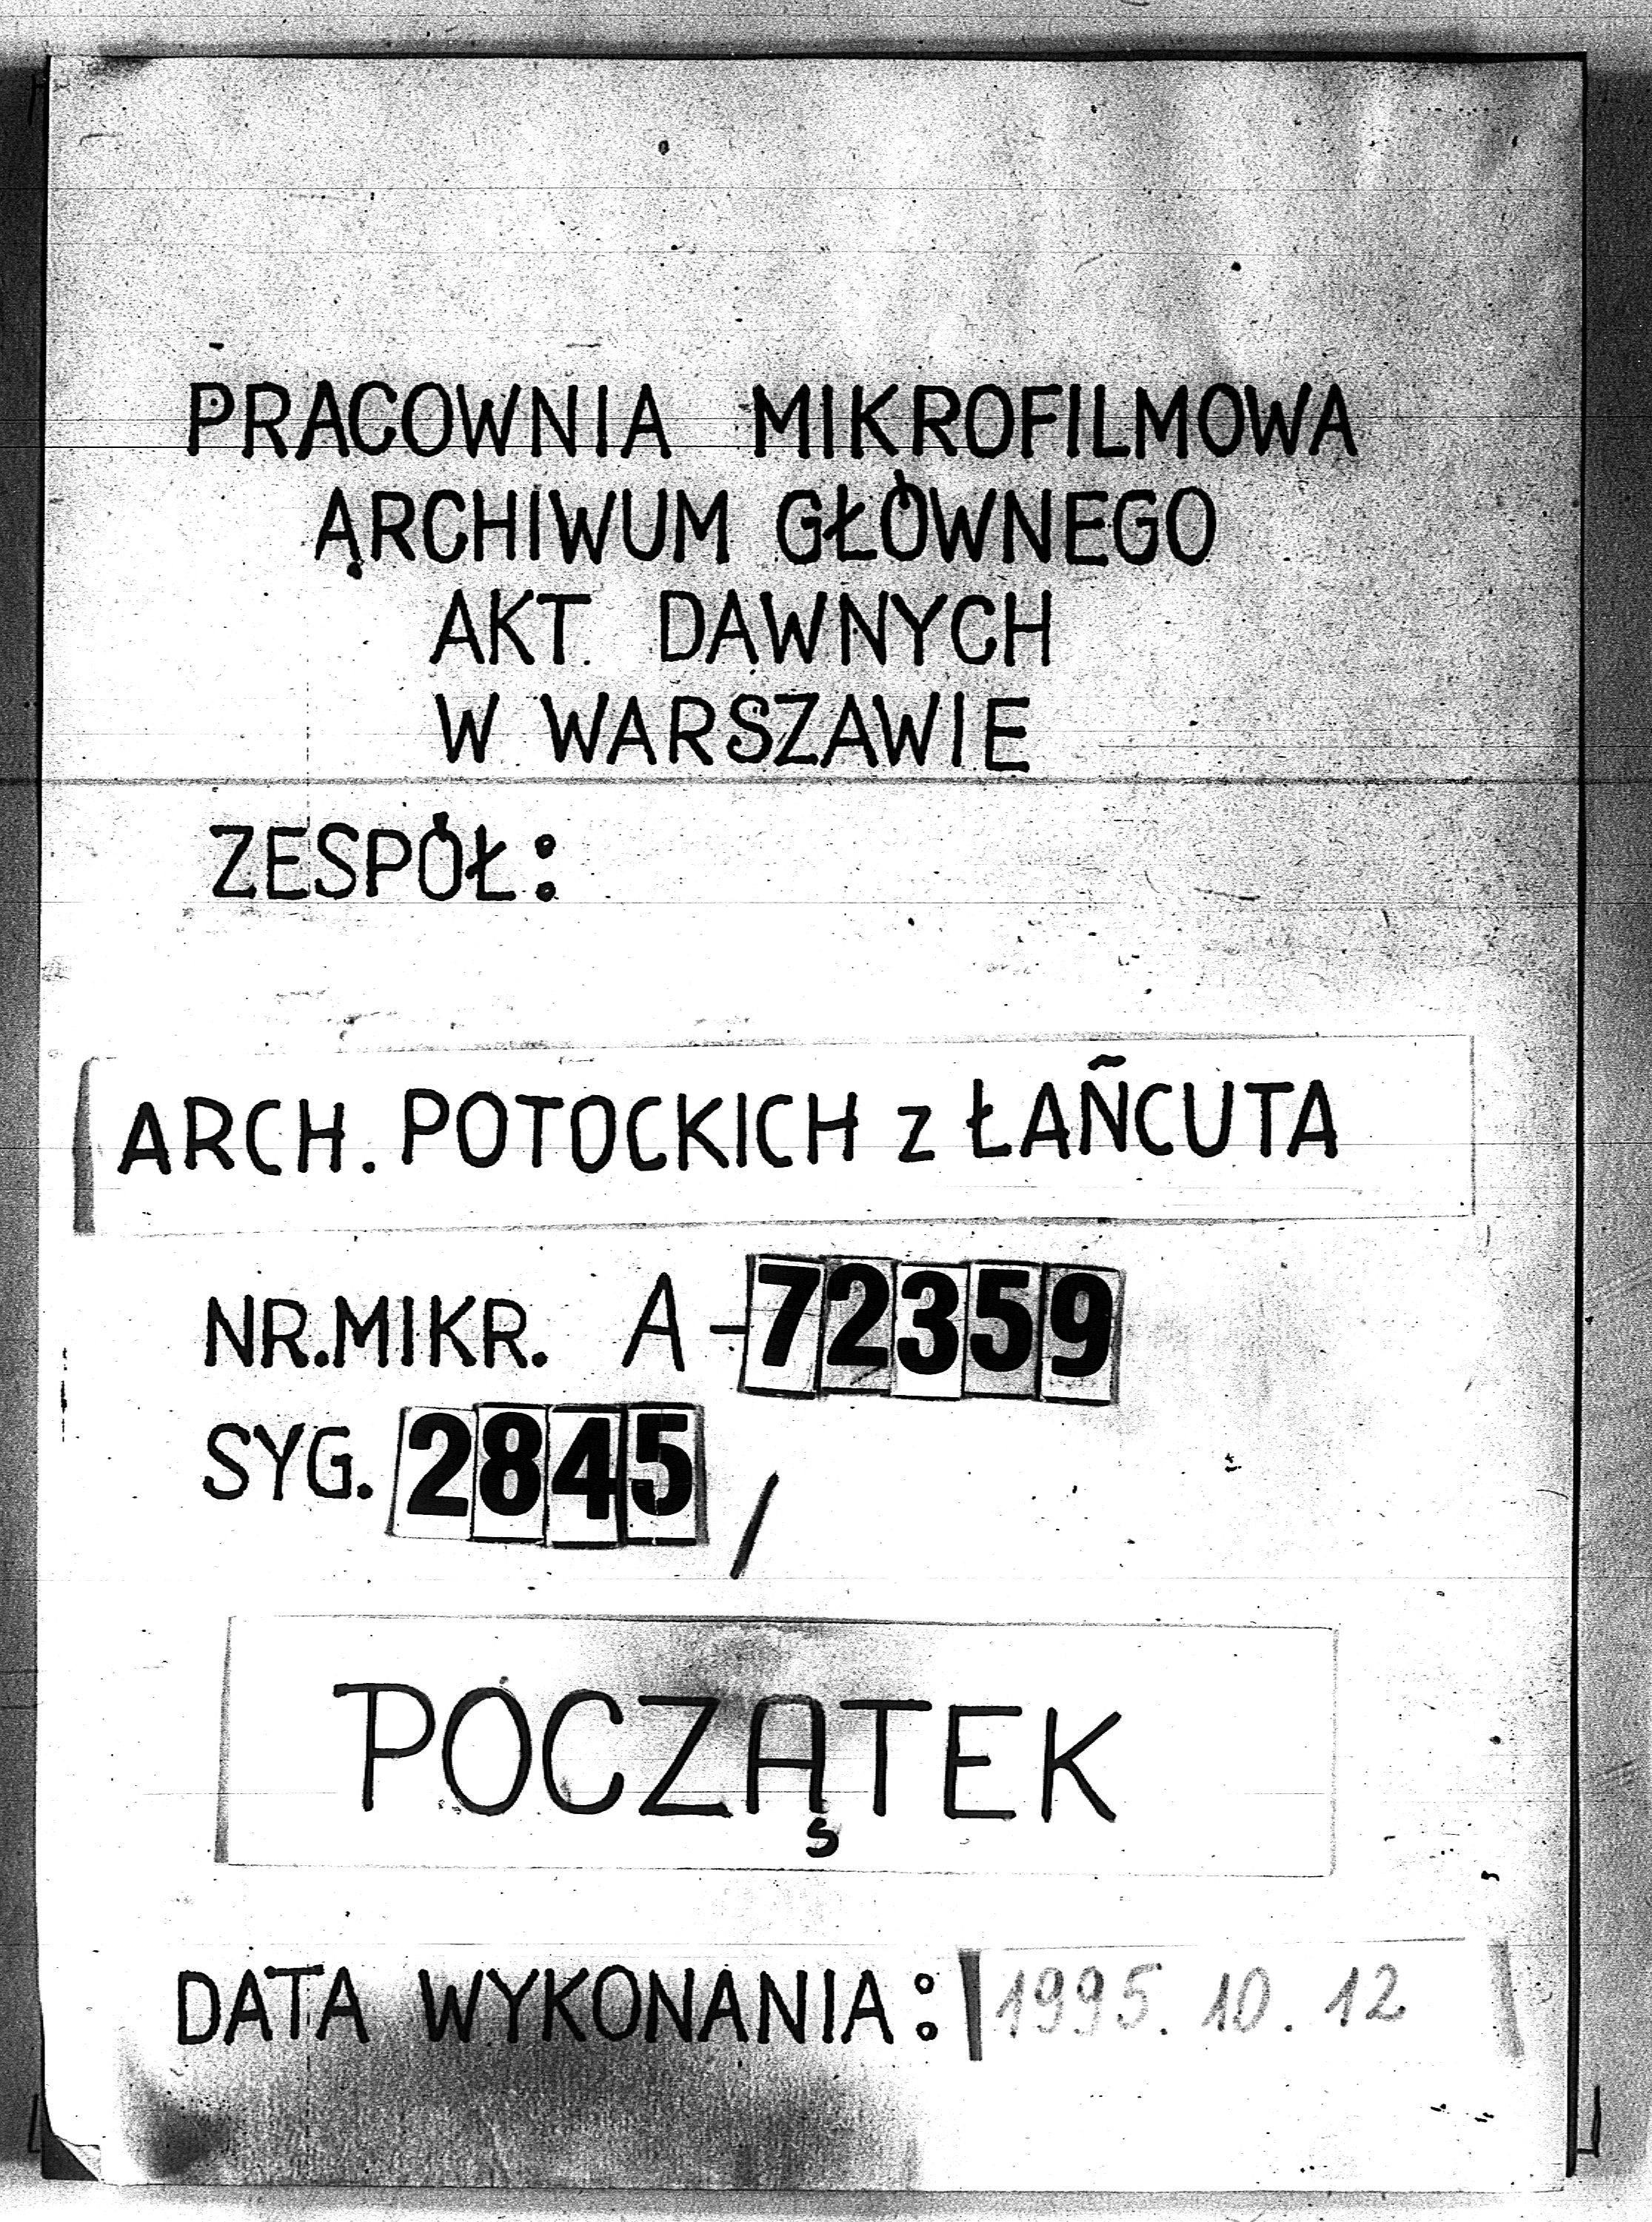 PRACOWNIA MIKROFILMOWA
ARCHIWUM GŁÓWNEGO
AKT DAWNYCH
W WARSZAWIE
ZESPÓŁ:
ARCH. POTOCKICH z ŁAŃCUTA
NR.MIKR. A-72359
SYG. 2845/
POCZĄTEK
DATA WYKONANIA: 1995.10.12